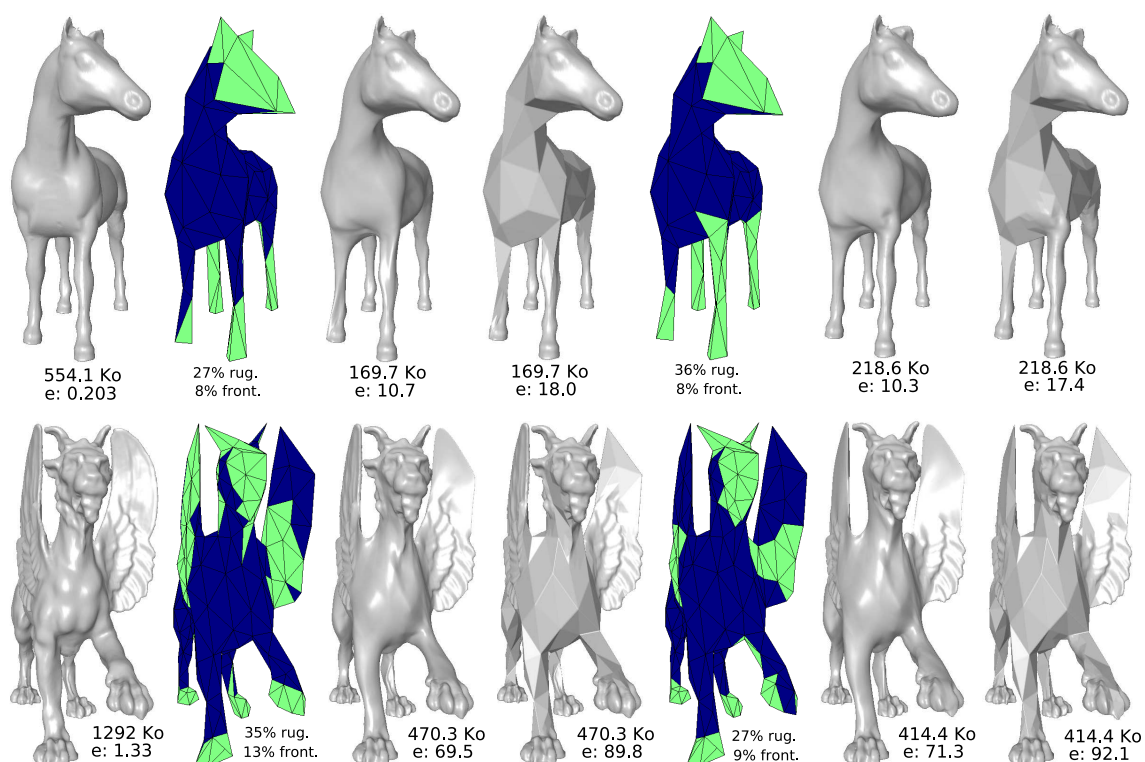 554.1 Ko
e: 0.203
27% rug.
8% front.
169.7 Ko
e: 10.7
169.7 Ko
e: 18.0
36% rug.
8% front.
218.6 Ko
e: 10.3
218.6 Ko
e: 17.4
1292 Ko
e: 1.33
35% rug.
13% front.
470.3 Ko
e: 69.5
470.3 Ko
e: 89.8
27% rug.
9% front.
414.4 Ko
e: 71.3
414.4 Ko
e: 92.1